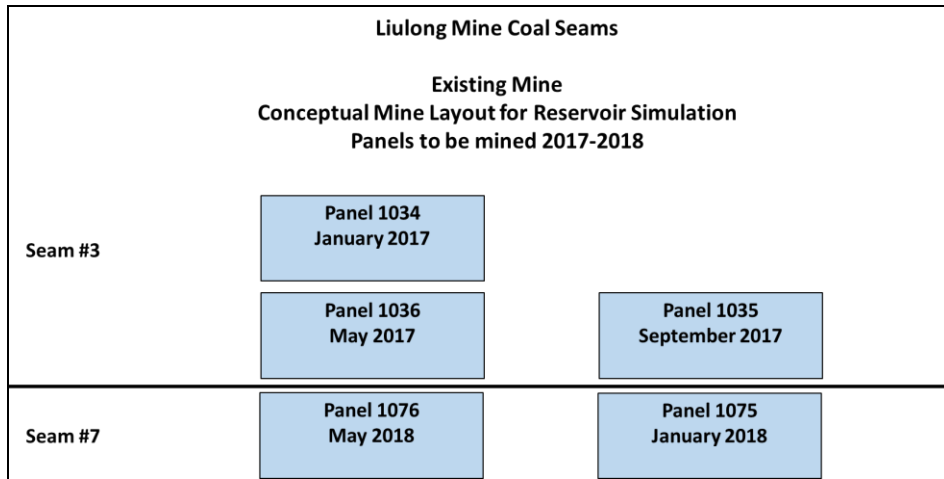 Liulong Mine Coal Seams
Existing Mine
Conceptual Mine Layout for Reservoir Simulation
Panels to be mined 2017-2018
Seam #3
Panel 1034
January 2017
Panel 1036
May 2017
Panel 1035
September 2017
Seam #7
Panel 1076
May 2018
Panel 1075
January 2018